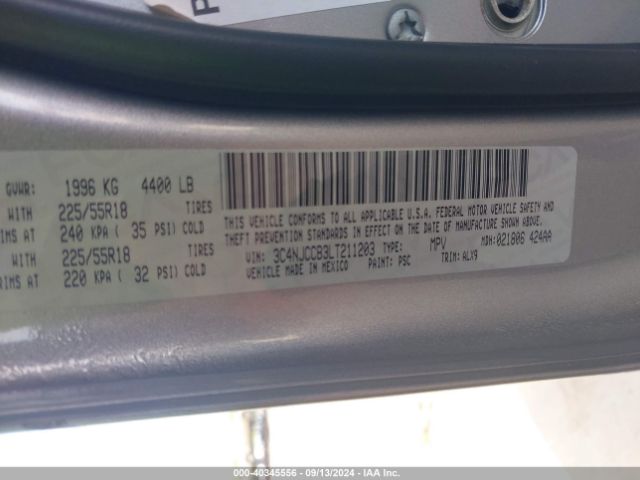 P
GVWR: 1996 KG 4400 LB
WITH 225/55R18 TIRES
RIMS AT 240 KPA ( 35 PSI) COLD
WITH 225/55R18 TIRES
RIMS AT 220 KPA ( 32 PSI) COLD
THIS VEHICLE CONFORMS TO ALL APPLICABLE U.S.A. FEDERAL MOTOR VEHICLE SAFETY AND
THEFT PREVENTION STANDARDS IN EFFECT ON THE DATE OF MANUFACTURE SHOWN ABOVE.
VIN: 3C4NJCCB3LT211203 TYPE: MPV MDH:021806 424AA
VEHICLE MADE IN MEXICO PAINT: PSC TRIM: ALX9
000-40345556 - 09/13/2024 - IAA Inc.